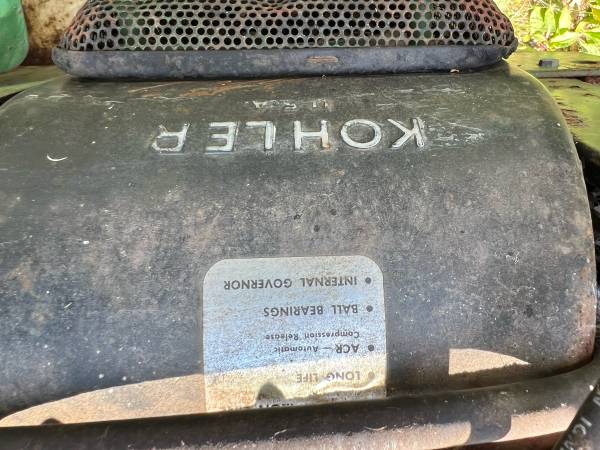 KOHLER
U.S.A.
• LONG LIFE
• ACR — Automatic
Compression Release
• BALL BEARINGS
• INTERNAL GOVERNOR